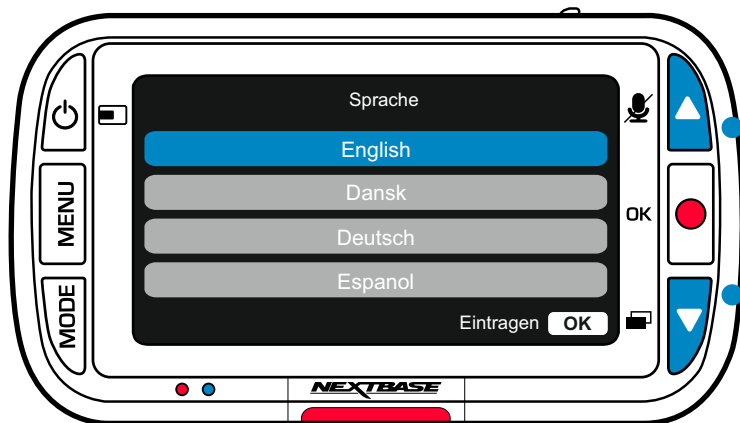 Sprache
English
Dansk
MENU
OK
Deutsch
Espanol
MODE
Eintragen OK
NEXTBASE